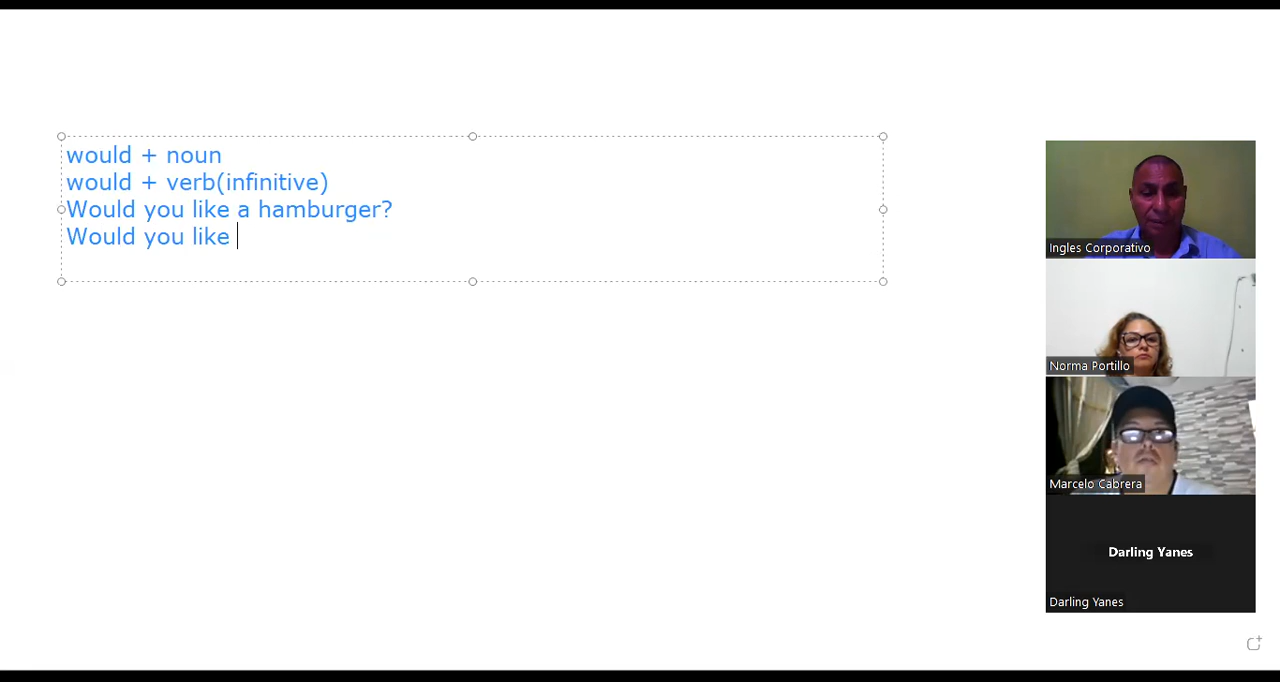 would + noun
would + verb(infinitive)
Would you like a hamburger?
Would you like
Ingles Corporativo
Norma Portillo
Marcelo Cabrera
Darling Yanes
Darling Yanes